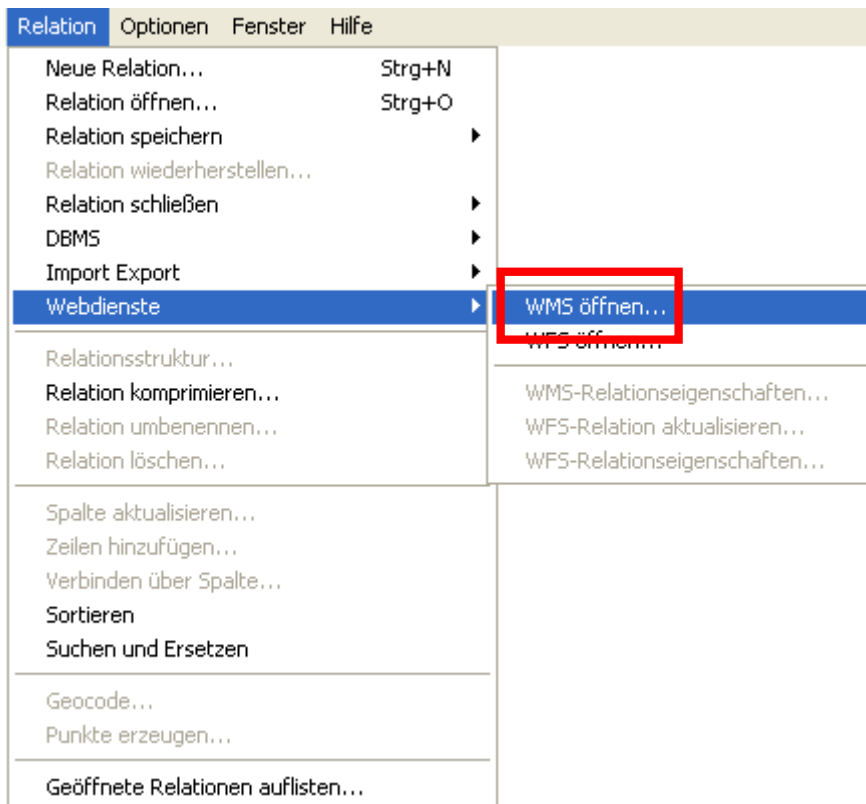 Relation Optionen Fenster Hilfe
Neue Relation... Strg+N
Relation öffnen... Strg+O
Relation speichern
Relation wiederherstellen...
Relation schließen
DBMS
Import Export
Webdienste
WMS öffnen...
WFS öffnen...
WMS-Relationseigenschaften...
WFS-Relation aktualisieren...
WFS-Relationseigenschaften...
Relationsstruktur...
Relation komprimieren...
Relation umbenennen...
Relation löschen...
Spalte aktualisieren...
Zeilen hinzufügen...
Verbinden über Spalte...
Sortieren
Suchen und Ersetzen
Geocode...
Punkte erzeugen...
Geöffnete Relationen auflisten...